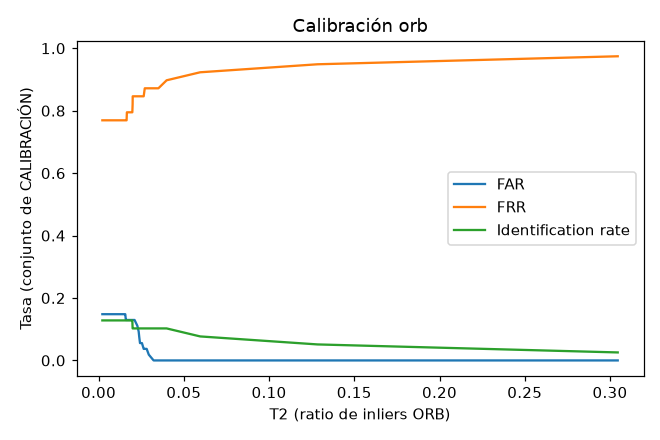 Calibración orb
Tasa (conjunto de CALIBRACIÓN)
1.0
0.8
0.6
0.4
0.2
0.0
FAR
FRR
Identification rate
0.00 0.05 0.10 0.15 0.20 0.25 0.30
T2 (ratio de inliers ORB)